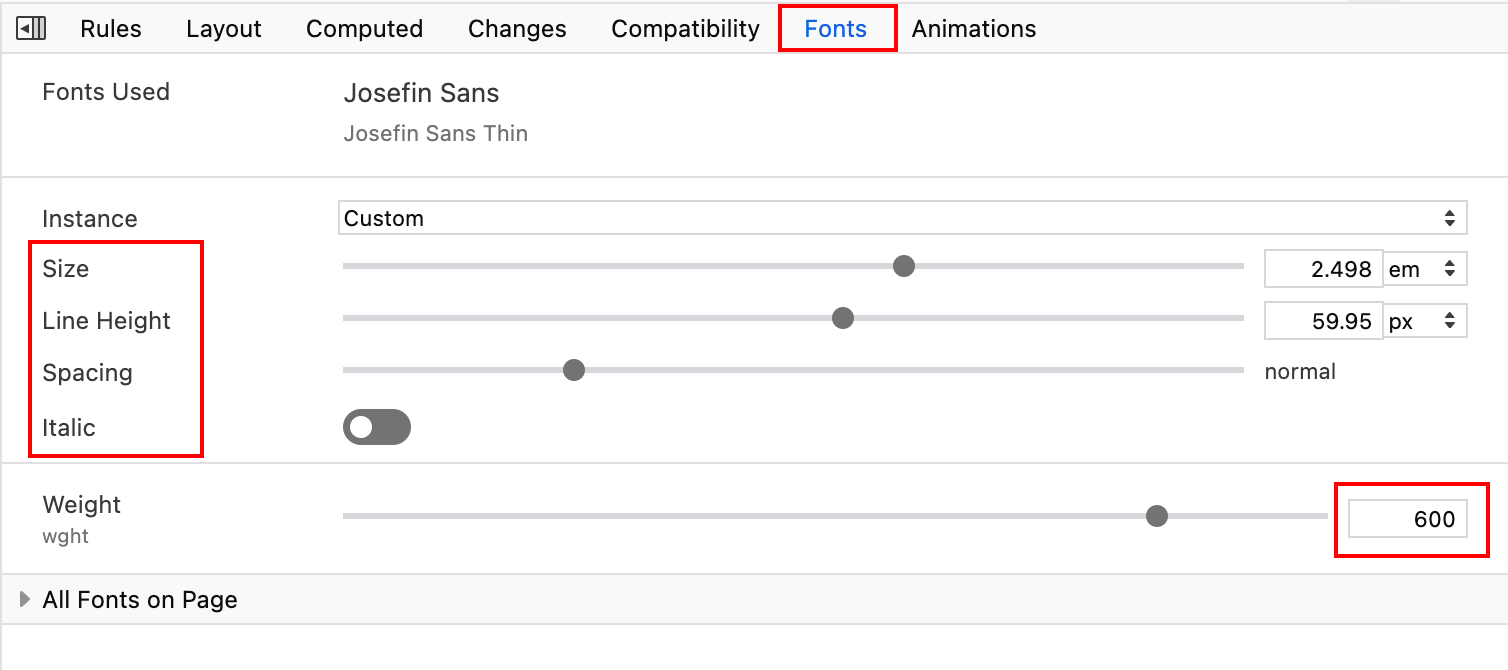 Rules Layout Computed Changes Compatibility Fonts Animations
Fonts Used Josefin Sans
Josefin Sans Thin
Instance Custom
Size 2.498 em
Line Height 59.95 px
Spacing normal
Italic
Weight 600
wght
All Fonts on Page